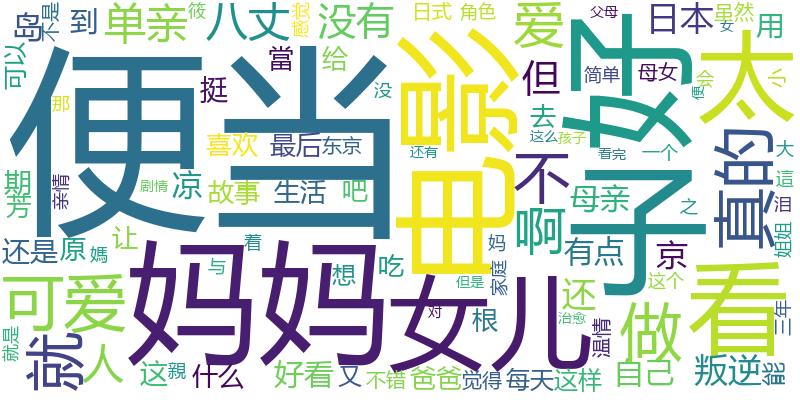 便当
妈妈
电影
好
子
女儿
太
看
真的
可爱
就
做
不
爱
啊
单亲
八丈
岛
到
没有
日本
用
但
人
还
京
叛逆
自己
好看
爸爸
根
有点
母亲
给
當
挺
喜欢
最后
东京
凉
故事
生活
吧
期
芳
还是
原
媽
让
这
親
什么
又
不错
觉得
每天
这样
想
吃
去
可以
筱
感觉
不是
日式
角色
父母
虽然
女
简单
母女
会
便
小
没
那
还有
这么
孩子
看完
一个
大
這
泪
姐姐
之
亲情
剧情
与
着
妈
家庭
但是
对
治愈
温情
这个
三年
能
就是